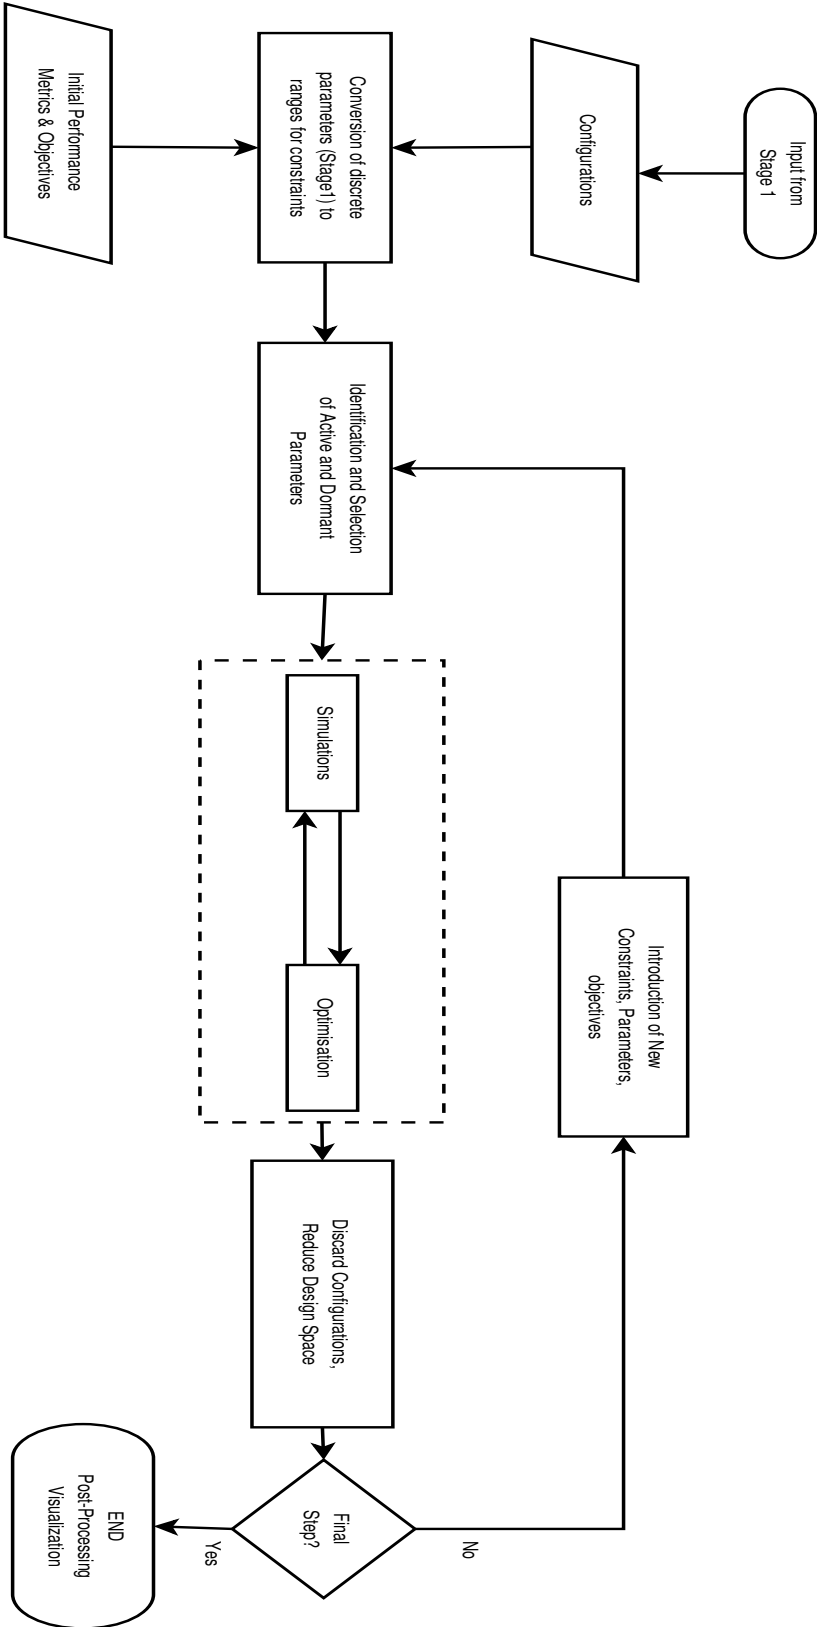 Input from
Stage 1
Configurations
Conversion of discrete
parameters (Stage1) to
ranges for constraints
Initial Performance
Metrics & Objectives
Identification and Selection
of Active and Dormant
Parameters
Simulations
Optimisation
Introduction of New
Constraints, Parameters,
objectives
Discard Configurations,
Reduce Design Space
Final
Step?
No
Yes
END
Post-Processing
Visualization